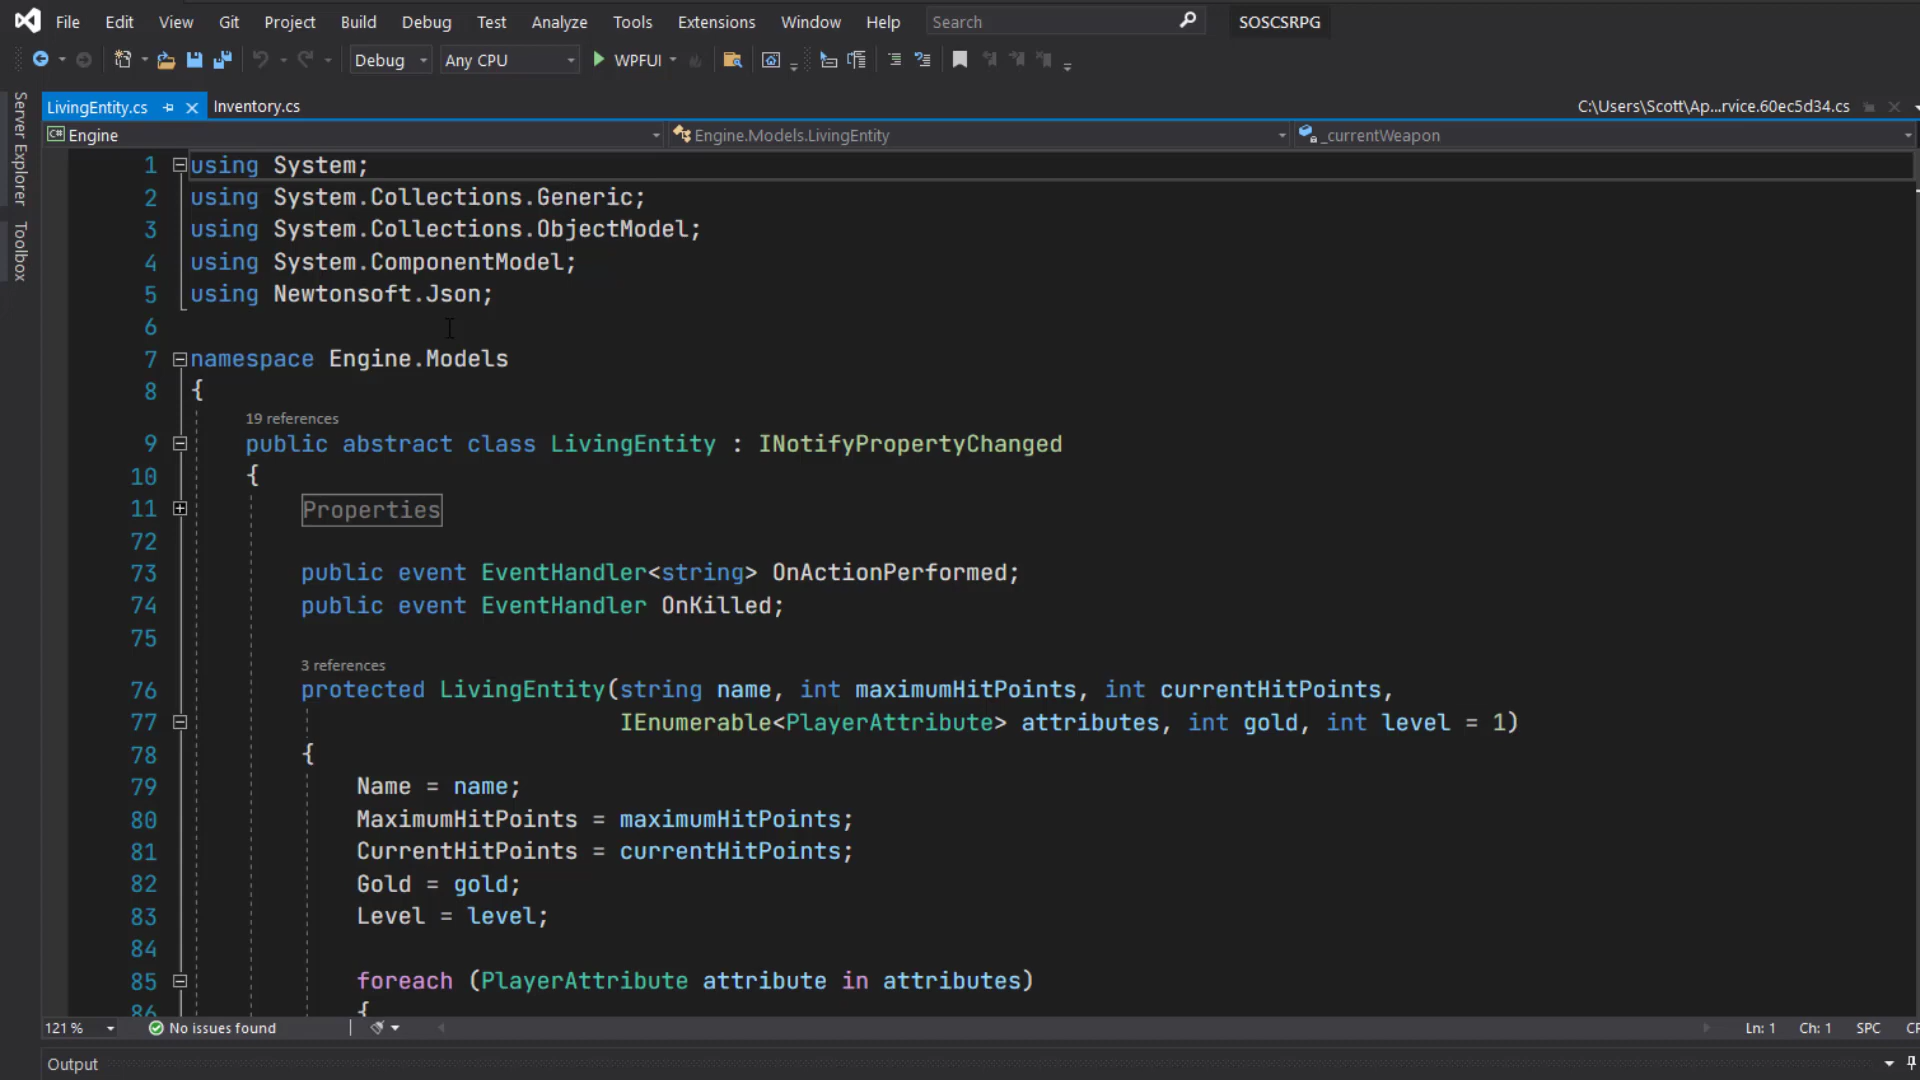 File Edit View Git Project Build Debug Test Analyze Tools Extensions Window Help Search SOSCSRPG
Debug Any CPU WPFUI
Server Explorer
Toolbox
LivingEntity.cs Inventory.cs C:\Users\Scott\Ap...rvice.60ec5d34.cs
C# Engine Engine.Models.LivingEntity _currentWeapon
1 using System;
2 using System.Collections.Generic;
3 using System.Collections.ObjectModel;
4 using System.ComponentModel;
5 using Newtonsoft.Json;
6
7 namespace Engine.Models
8 {
19 references
9 public abstract class LivingEntity : INotifyPropertyChanged
10 {
11 Properties
72
73 public event EventHandler<string> OnActionPerformed;
74 public event EventHandler OnKilled;
75
3 references
76 protected LivingEntity(string name, int maximumHitPoints, int currentHitPoints,
77 IEnumerable<PlayerAttribute> attributes, int gold, int level = 1)
78 {
79 Name = name;
80 MaximumHitPoints = maximumHitPoints;
81 CurrentHitPoints = currentHitPoints;
82 Gold = gold;
83 Level = level;
84
85 foreach (PlayerAttribute attribute in attributes)
86 {
121 % No issues found Ln: 1 Ch: 1 SPC
Output